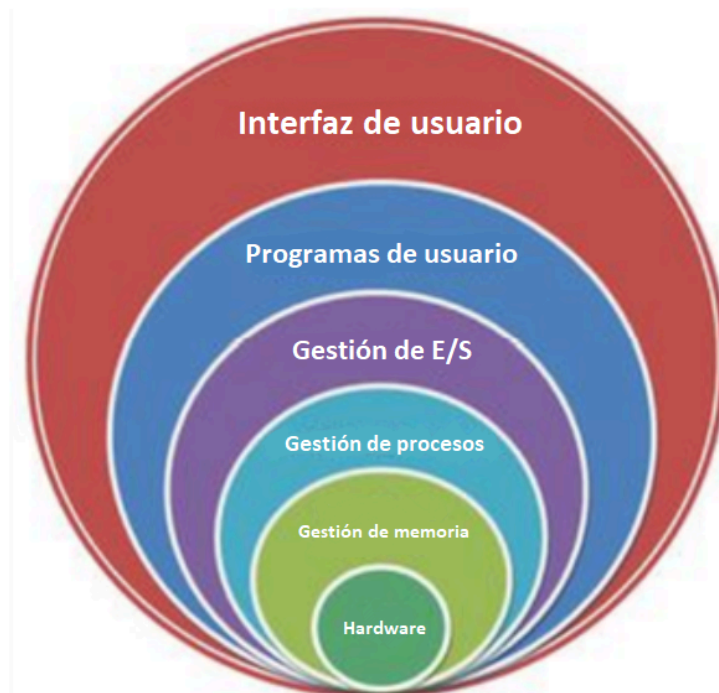 Interfaz de usuario
Programas de usuario
Gestión de E/S
Gestión de procesos
Gestión de memoria
Hardware